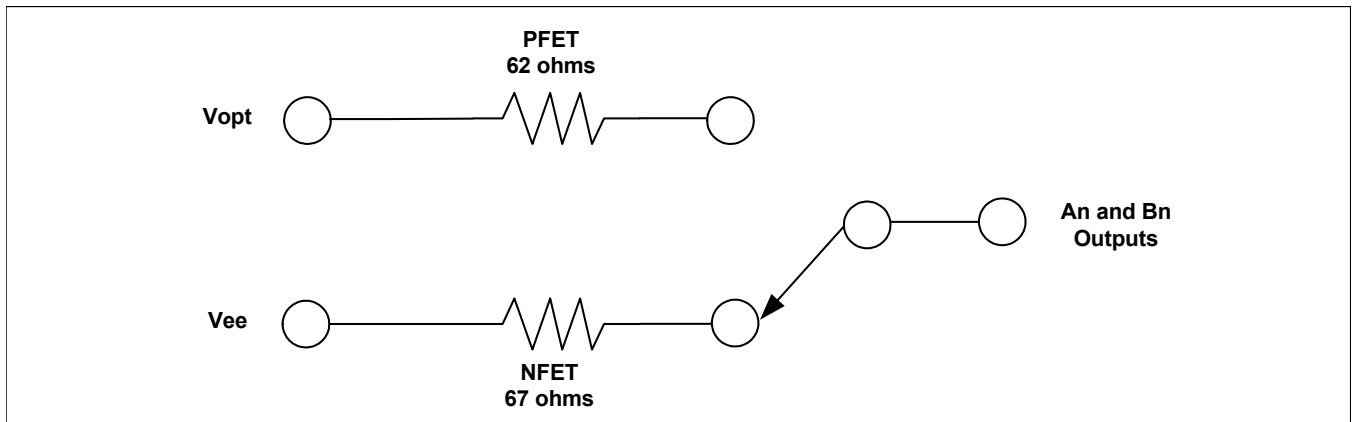 PFET
62 ohms
Vopt
An and Bn
Outputs
Vee
NFET
67 ohms